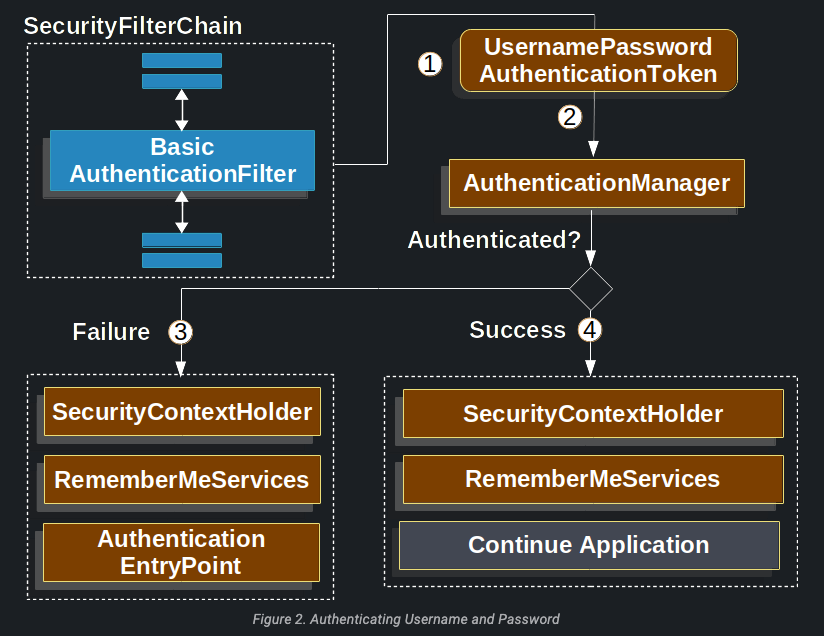 SecurityFilterChain
Basic
AuthenticationFilter
1
UsernamePassword
AuthenticationToken
2
AuthenticationManager
Authenticated?
Failure 3
Success 4
SecurityContextHolder
RememberMeServices
Authentication
EntryPoint
SecurityContextHolder
RememberMeServices
Continue Application
Figure 2. Authenticating Username and Password